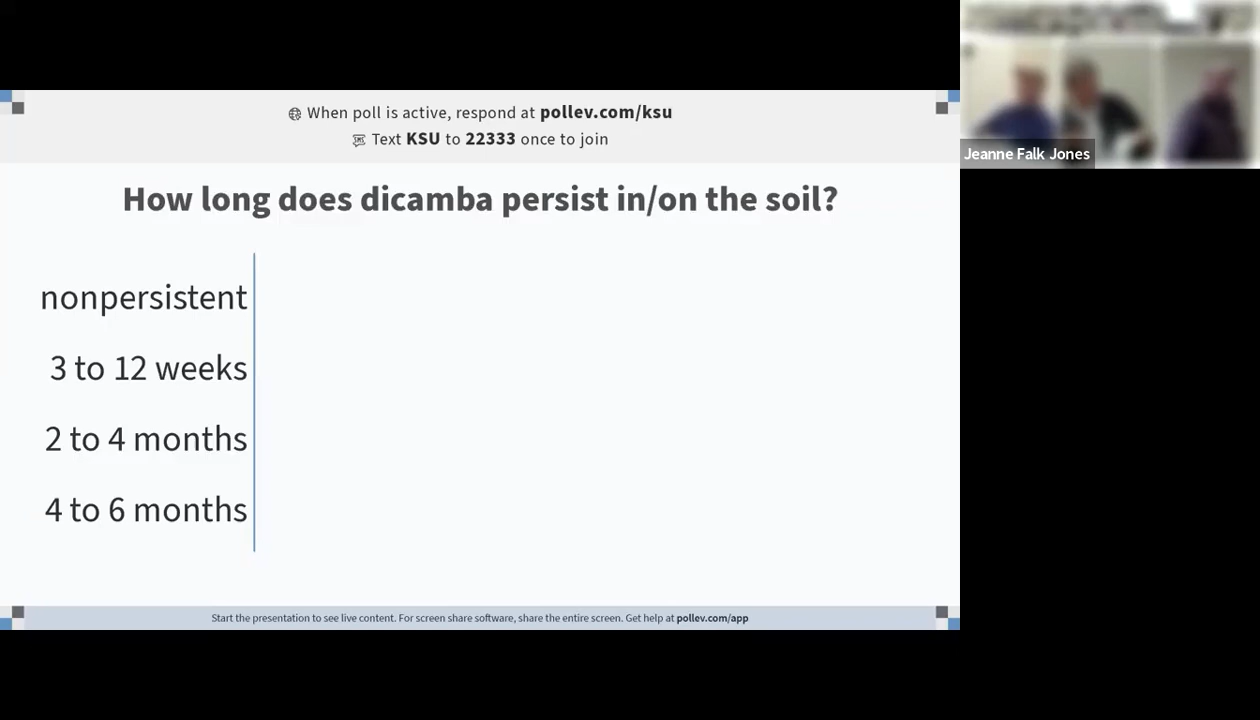 When poll is active, respond at pollev.com/ksu
Text KSU to 22333 once to join
How long does dicamba persist in/on the soil?
nonpersistent
3 to 12 weeks
2 to 4 months
4 to 6 months
Start the presentation to see live content. For screen share software, share the entire screen. Get help at pollev.com/app
Jeanne Falk Jones